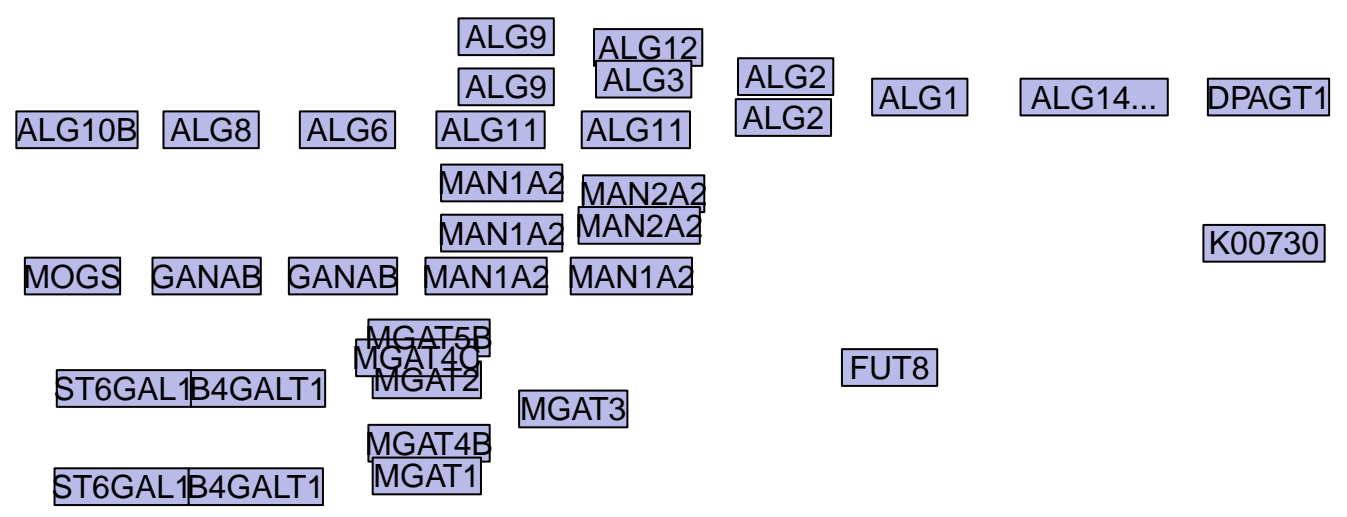 ALG9
ALG12
ALG9
ALG3
ALG2
ALG2
ALG1
ALG14...
DPAGT1
ALG10B
ALG8
ALG6
ALG11
ALG11
MAN1A2
MAN2A2
MAN1A2
MAN2A2
K00730
MOGS
GANAB
GANAB
MAN1A2
MAN1A2
MGAT5B
MGAT4C
MGAT2
FUT8
ST6GAL1
B4GALT1
MGAT3
MGAT4B
MGAT1
ST6GAL1
B4GALT1